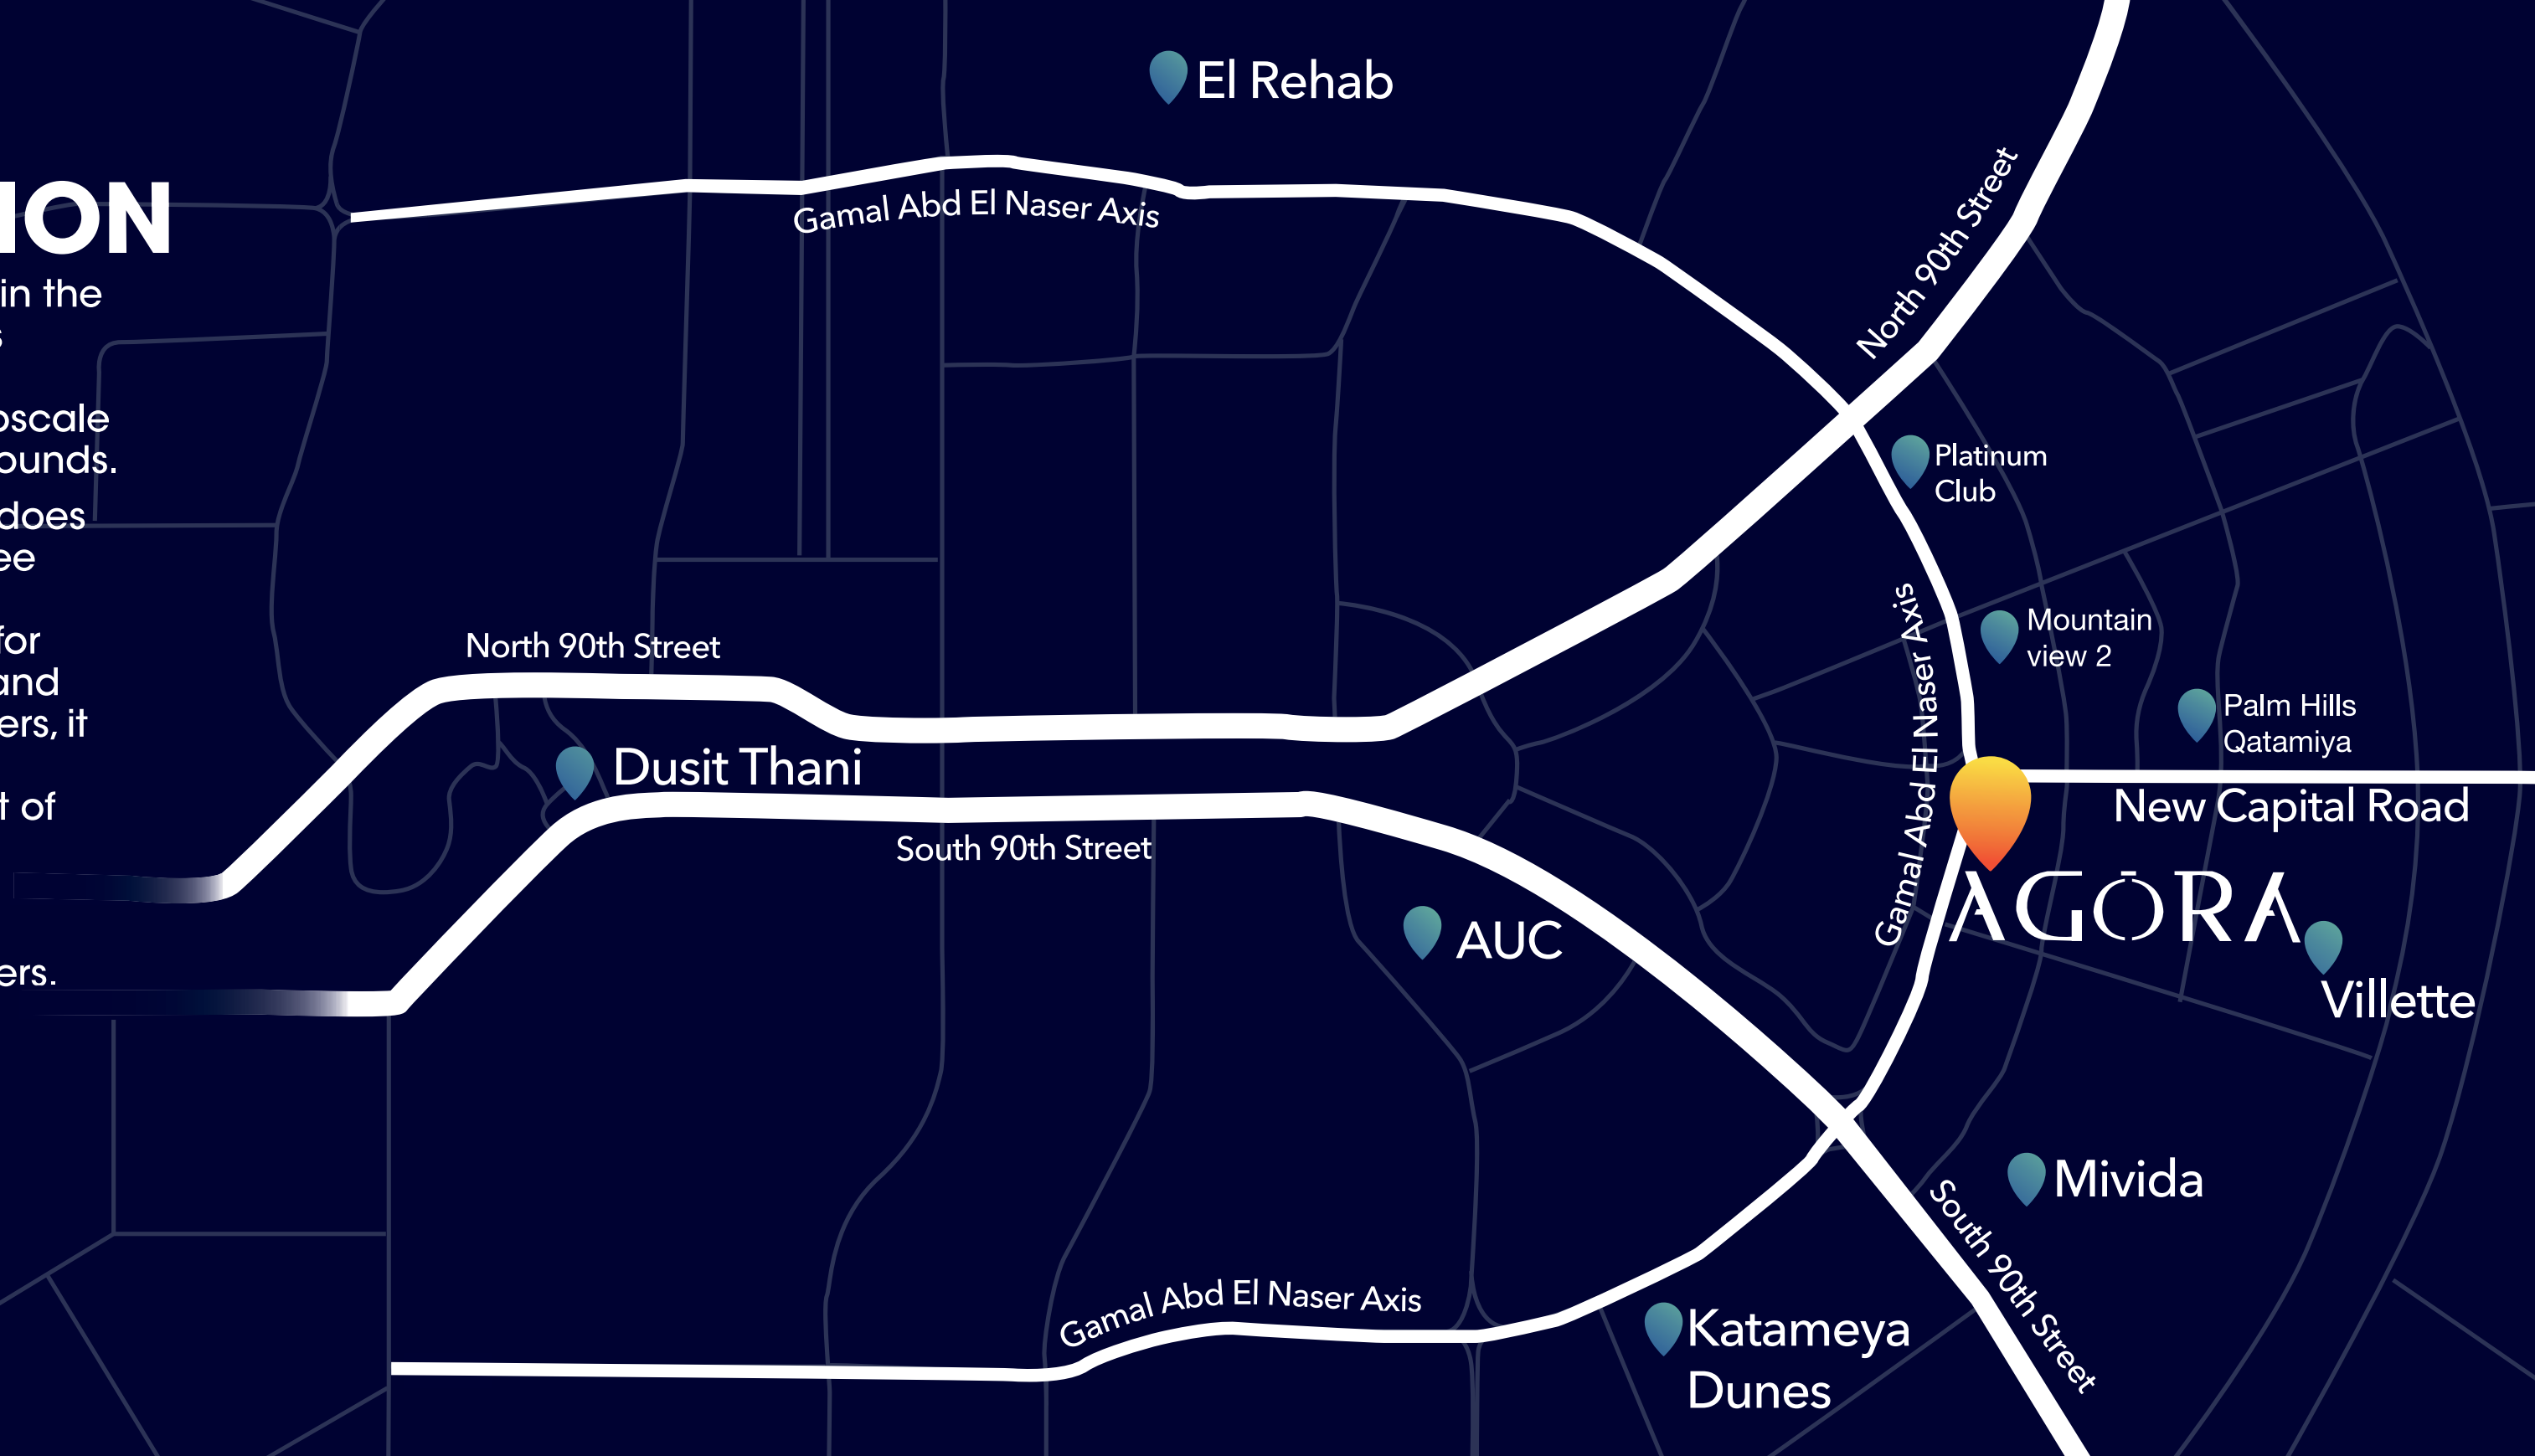 ION
in the
s
oscale
ounds.
does
ee
for
and
ers, it
t of
ers.
El Rehab
Gamal Abd El Naser Axis
North 90th Street
Platinum
Club
Gamal Abd El Naser Axis
Mountain
view 2
North 90th Street
Palm Hills
Qatamiya
Dusit Thani
New Capital Road
South 90th Street
AGŌRA
AUC
Villette
Mivida
South 90th Street
Gamal Abd El Naser Axis
Katameya
Dunes